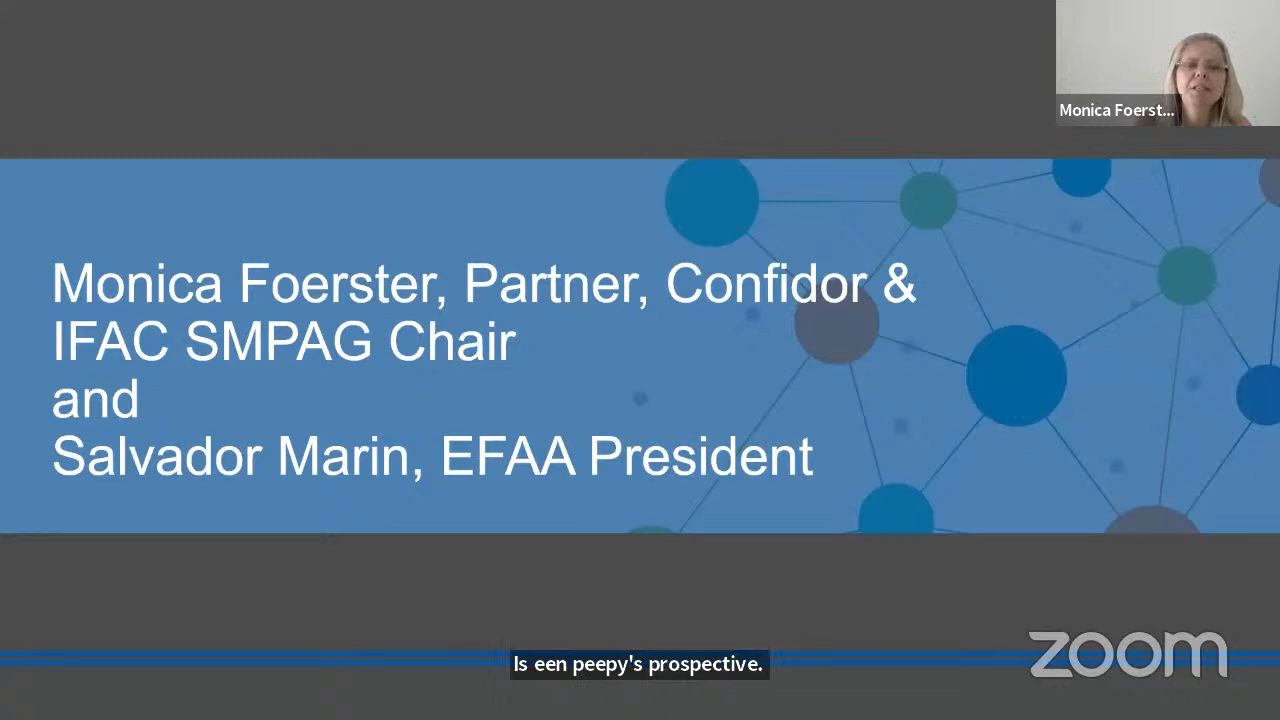 Monica Foerst...
Monica Foerster, Partner, Confidor &
IFAC SMPAG Chair
and
Salvador Marin, EFAA President
Is een peepy's prospective.
zoom